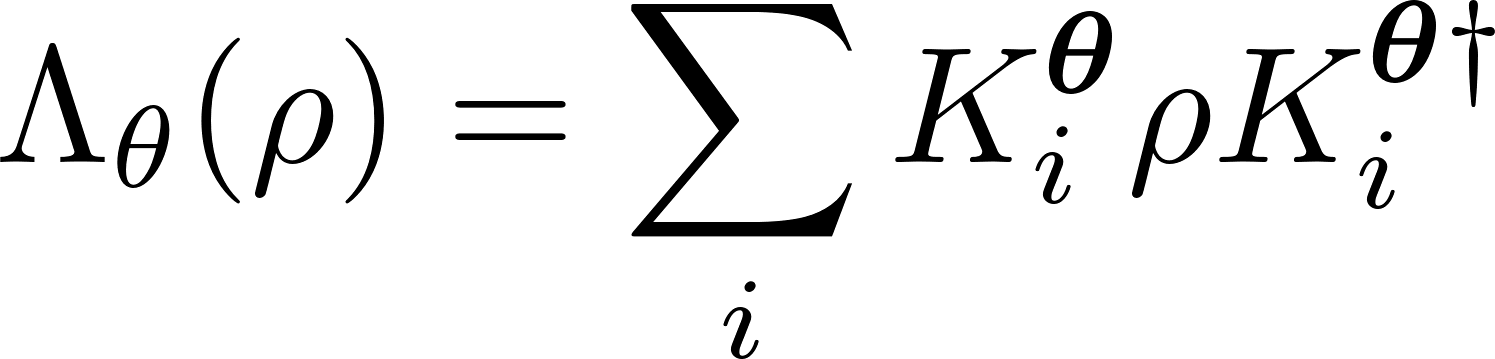 Λ_θ(ρ) = ∑_i K_i^𝜽 ρ K_i^𝜽†